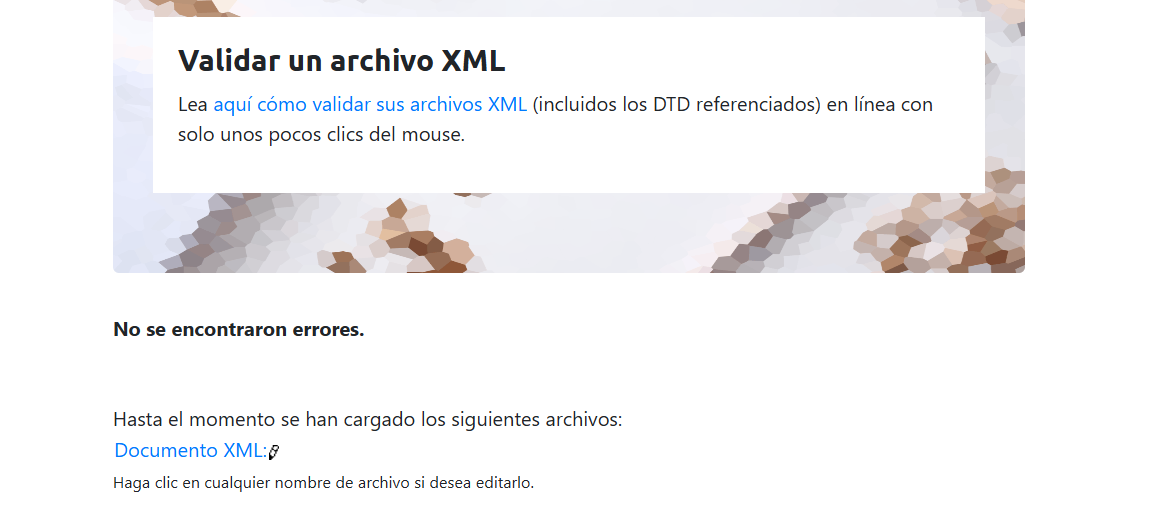 Validar un archivo XML
Lea aquí cómo validar sus archivos XML (incluidos los DTD referenciados) en línea con
solo unos pocos clics del mouse.
No se encontraron errores.
Hasta el momento se han cargado los siguientes archivos:
Documento XML:
Haga clic en cualquier nombre de archivo si desea editarlo.